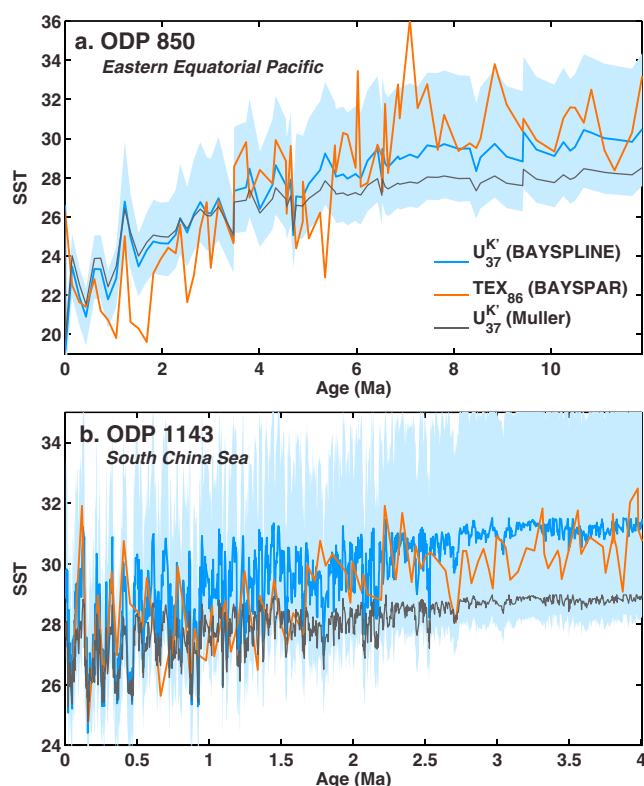 a. ODP 850
Eastern Equatorial Pacific
36
34
32
30
28
26
24
22
20
SST
U37K' (BAYSPLINE)
TEX86 (BAYSPAR)
U37K' (Muller)
0 2 4 6 8 10
Age (Ma)
b. ODP 1143
South China Sea
34
32
30
28
26
24
SST
0 0.5 1 1.5 2 2.5 3 3.5 4
Age (Ma)